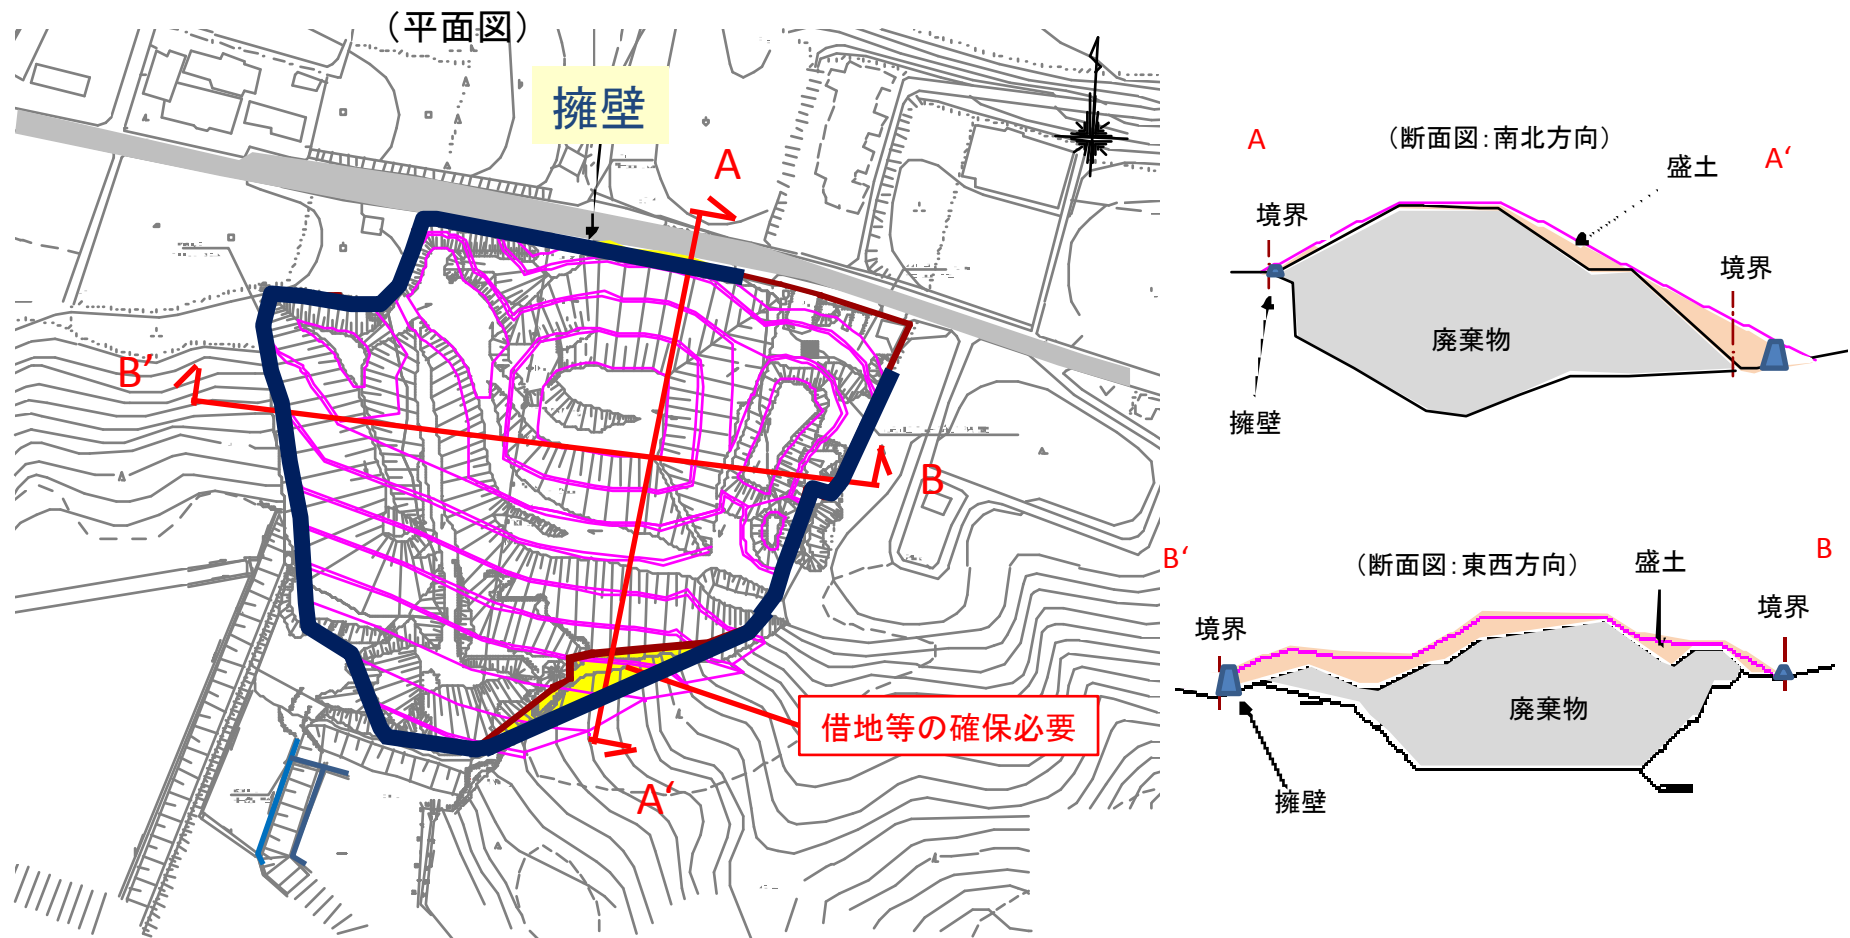 （平面図）
擁壁
A
B’
B
A‘
借地等の確保必要
A
（断面図：南北方向）
盛土
A‘
境界
境界
廃棄物
擁壁
B‘
（断面図：東西方向）
盛土
B
境界
境界
廃棄物
擁壁